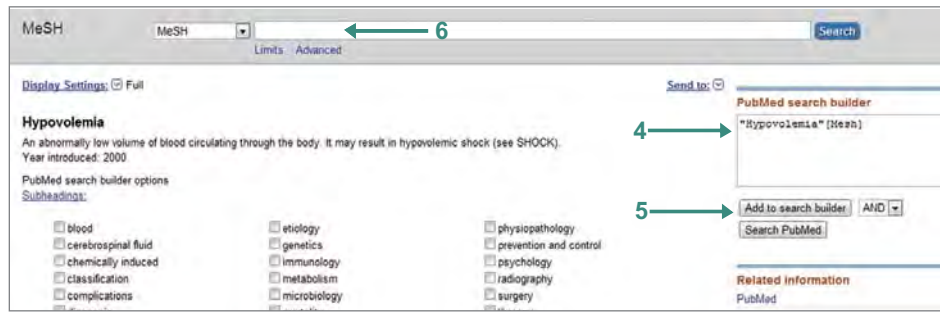 MeSH
MeSH
6
Search
Limits Advanced
Display Settings: Full
Send to:
Hypovolemia
An abnormally low volume of blood circulating through the body. It may result in hypovolemic shock (see SHOCK).
Year introduced: 2000
PubMed search builder options
Subheadings:
blood etiology physiopathology
cerebrospinal fluid genetics prevention and control
chemically induced immunology psychology
classification metabolism radiography
complications microbiology surgery
PubMed search builder
4
"Hypovolemia"[Mesh]
5
Add to search builder AND
Search PubMed
Related information
PubMed